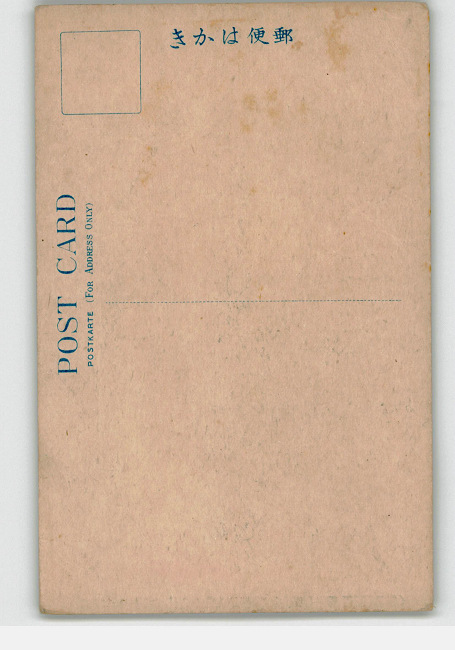 きかは便郵
POST CARD
POSTKARTE (FOR ADDRESS ONLY)